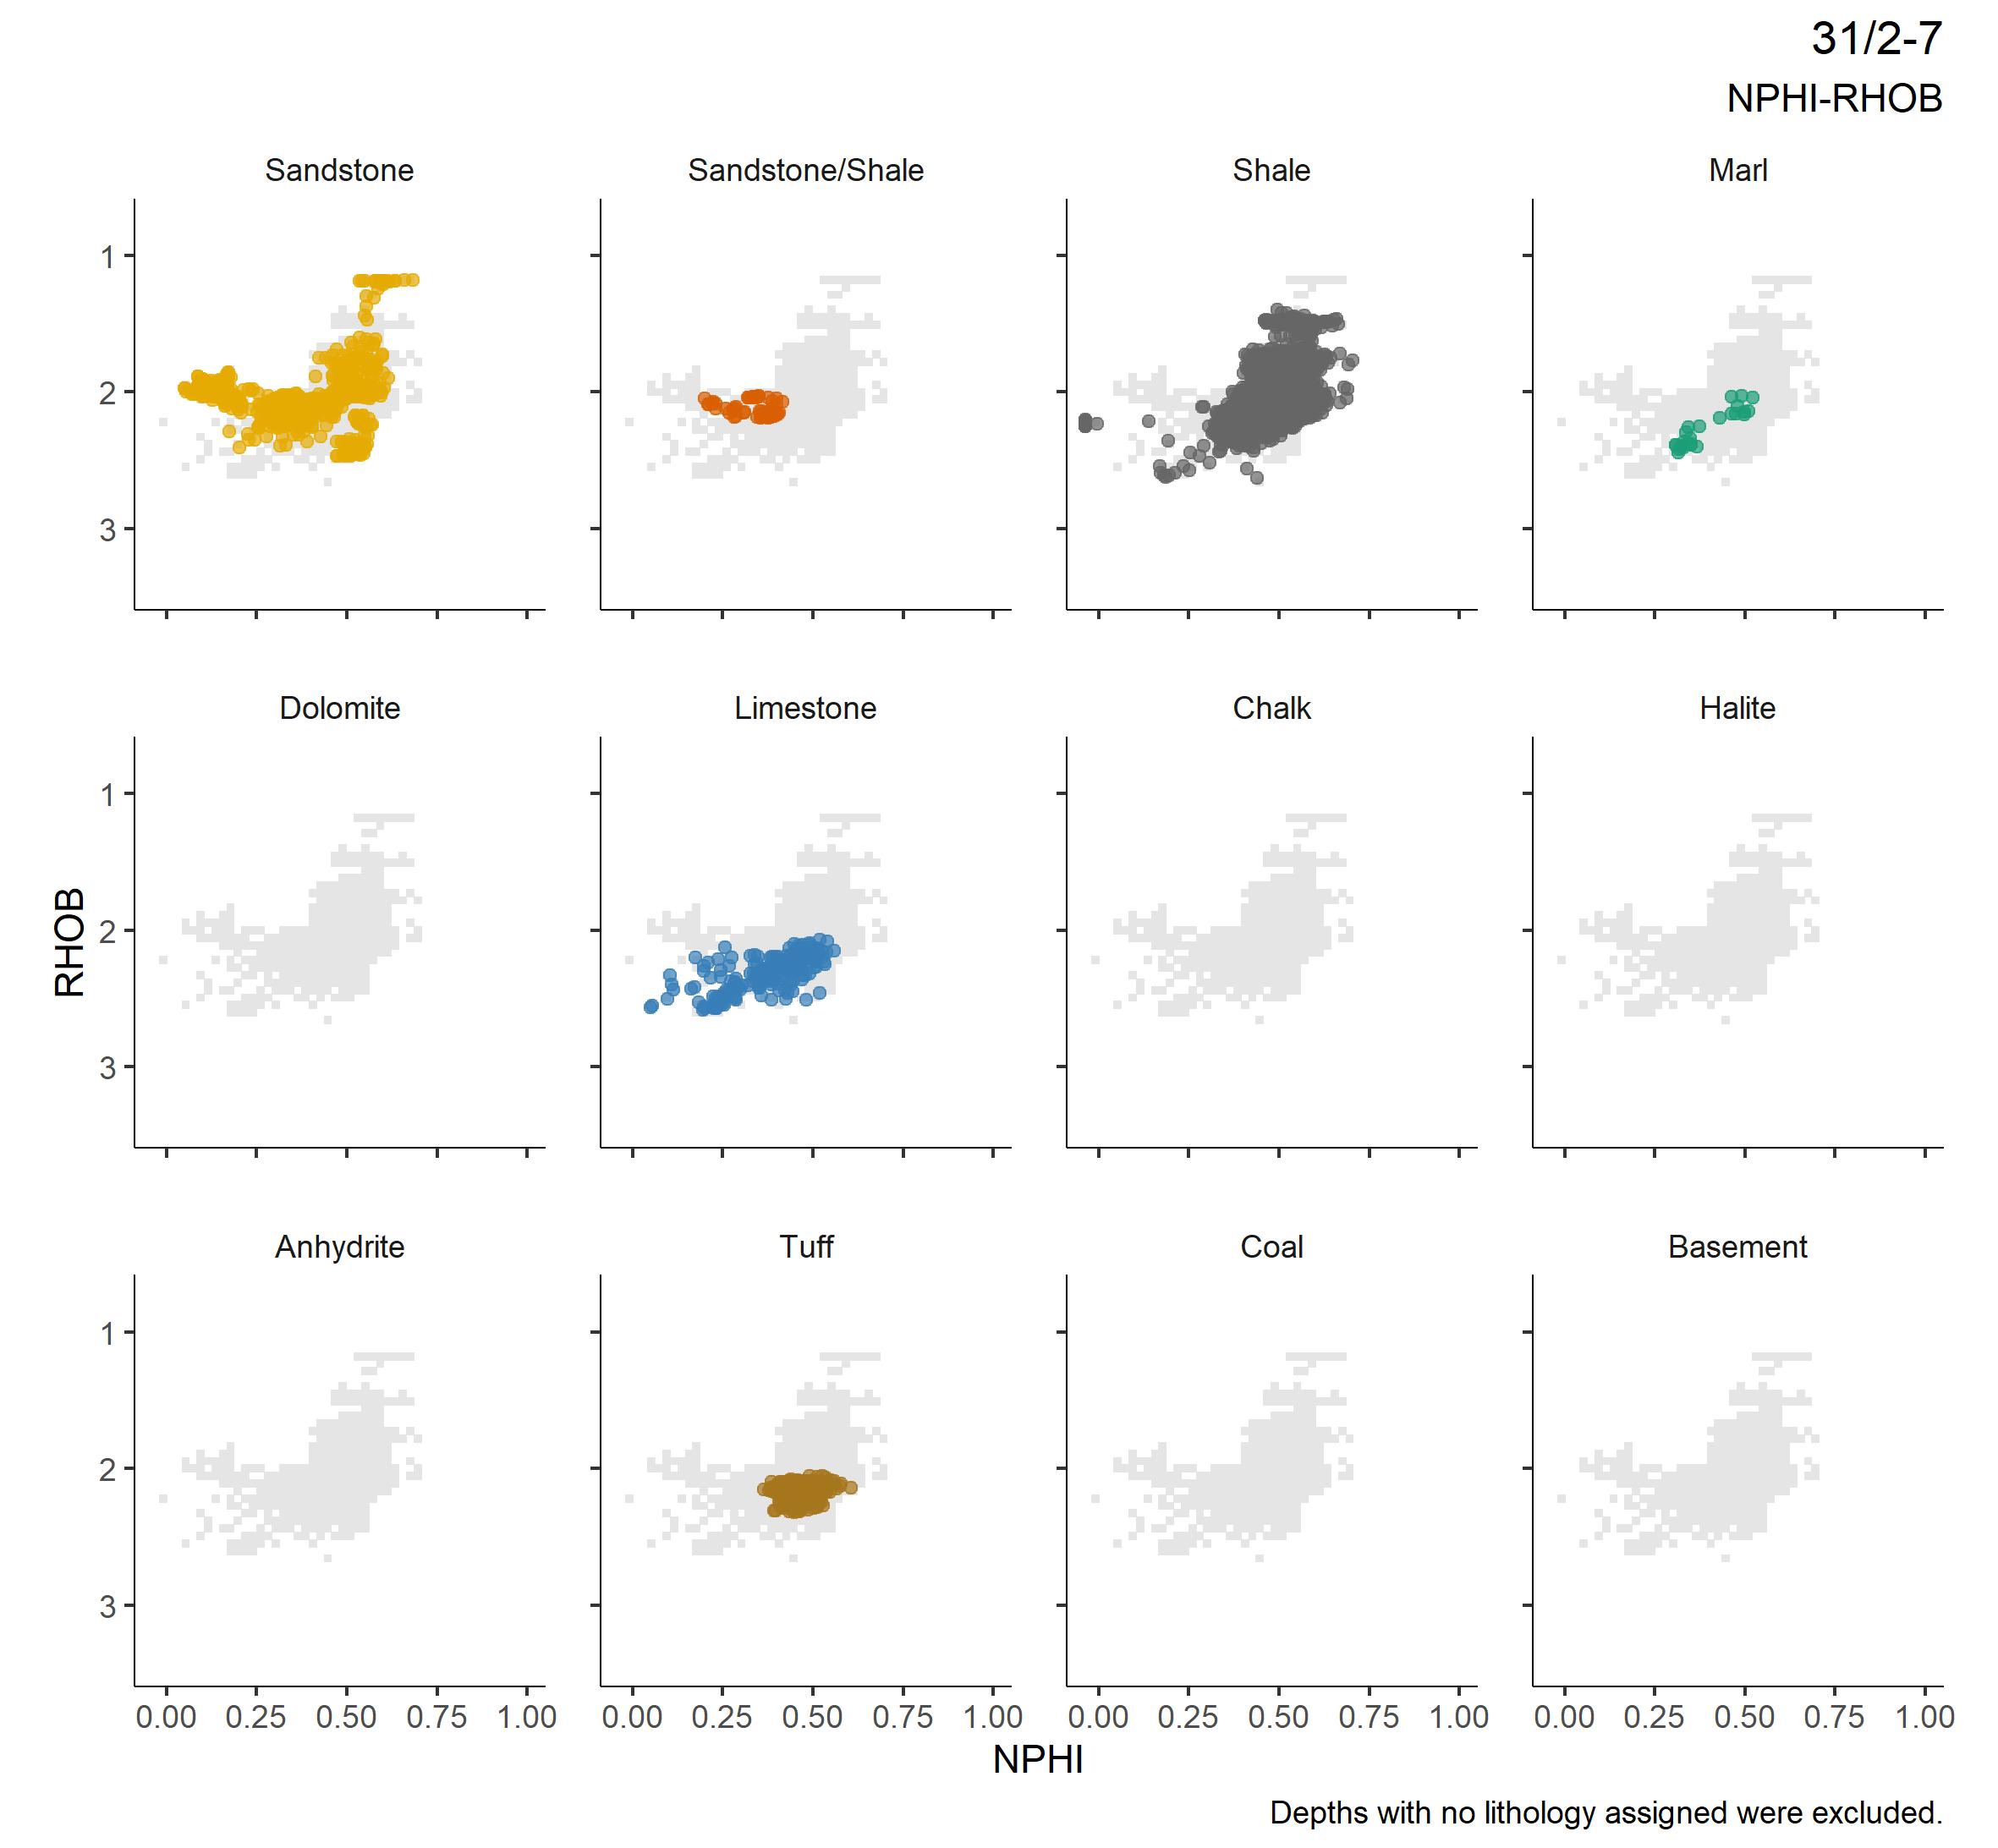 31/2-7
NPHI-RHOB
Sandstone Sandstone/Shale Shale Marl
1
2
3
Dolomite Limestone Chalk Halite
1
2
3
RHOB
Anhydrite Tuff Coal Basement
1
2
3
0.00 0.25 0.50 0.75 1.00 0.00 0.25 0.50 0.75 1.00 0.00 0.25 0.50 0.75 1.00 0.00 0.25 0.50 0.75 1.00
NPHI
Depths with no lithology assigned were excluded.